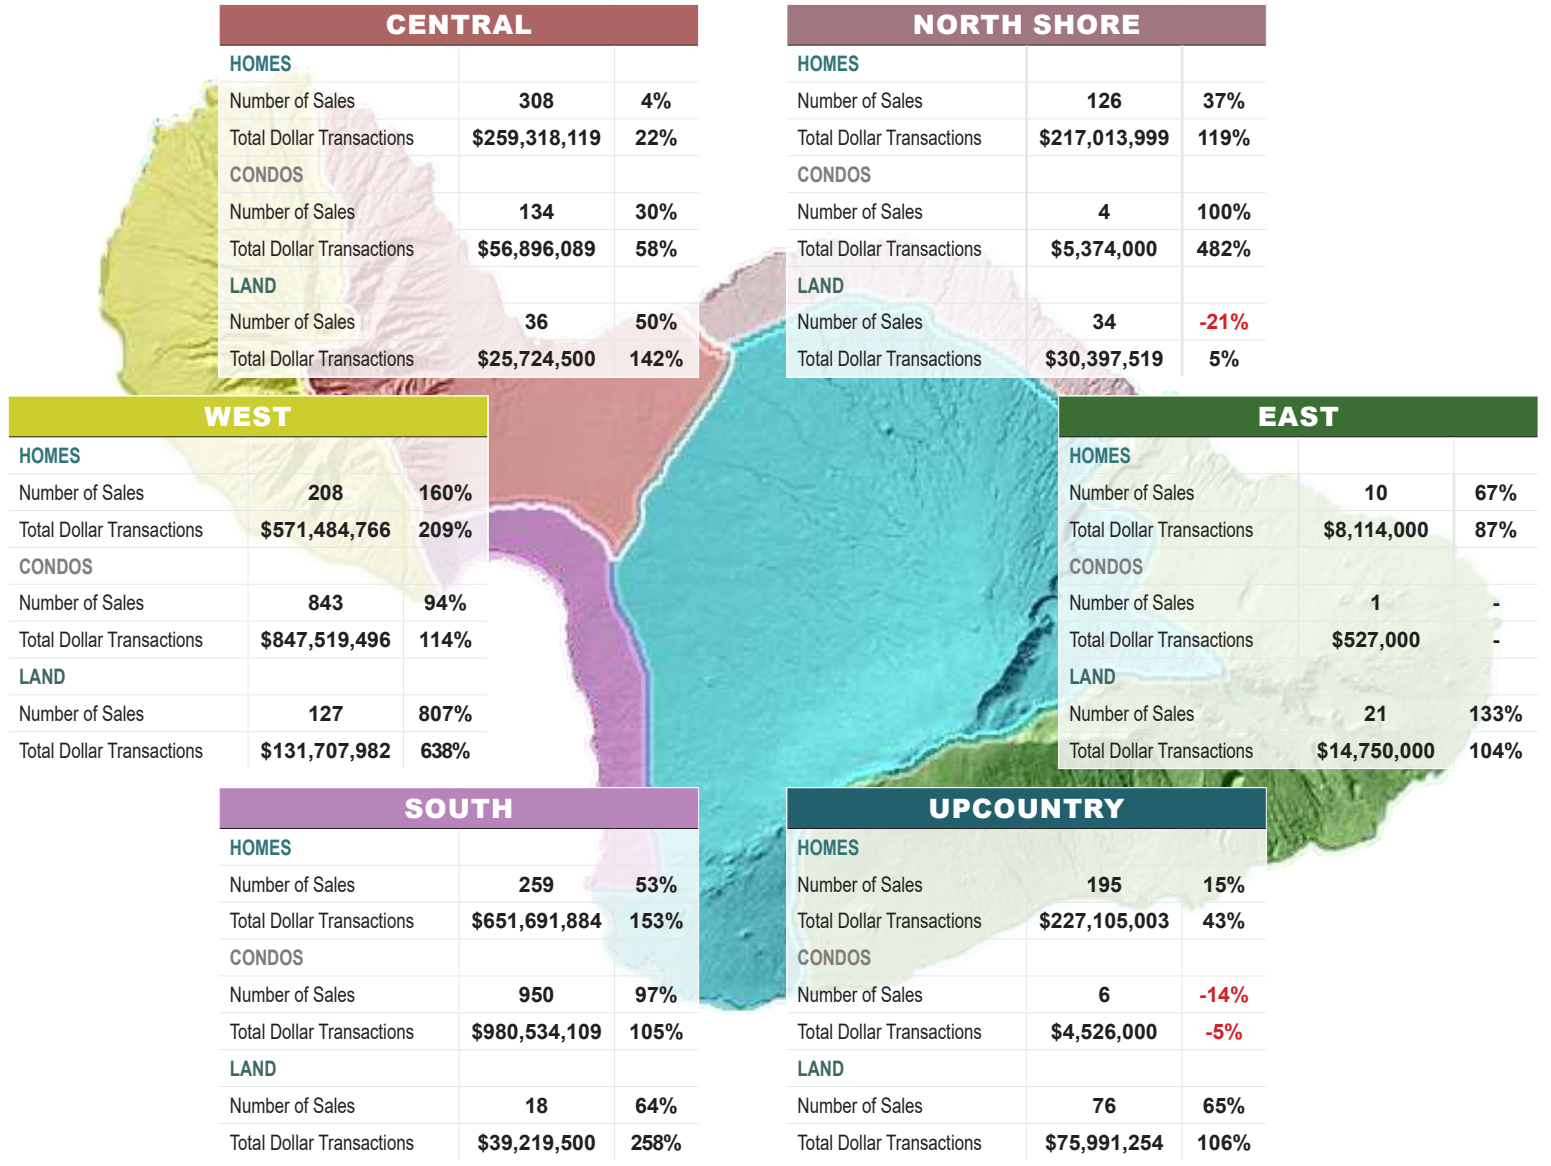 CENTRAL
HOMES
Number of Sales 308 4%
Total Dollar Transactions $259,318,119 22%
CONDOS
Number of Sales 134 30%
Total Dollar Transactions $56,896,089 58%
LAND
Number of Sales 36 50%
Total Dollar Transactions $25,724,500 142%
NORTH SHORE
HOMES
Number of Sales 126 37%
Total Dollar Transactions $217,013,999 119%
CONDOS
Number of Sales 4 100%
Total Dollar Transactions $5,374,000 482%
LAND
Number of Sales 34 -21%
Total Dollar Transactions $30,397,519 5%
WEST
HOMES
Number of Sales 208 160%
Total Dollar Transactions $571,484,766 209%
CONDOS
Number of Sales 843 94%
Total Dollar Transactions $847,519,496 114%
LAND
Number of Sales 127 807%
Total Dollar Transactions $131,707,982 638%
EAST
HOMES
Number of Sales 10 67%
Total Dollar Transactions $8,114,000 87%
CONDOS
Number of Sales 1 -
Total Dollar Transactions $527,000 -
LAND
Number of Sales 21 133%
Total Dollar Transactions $14,750,000 104%
SOUTH
HOMES
Number of Sales 259 53%
Total Dollar Transactions $651,691,884 153%
CONDOS
Number of Sales 950 97%
Total Dollar Transactions $980,534,109 105%
LAND
Number of Sales 18 64%
Total Dollar Transactions $39,219,500 258%
UPCOUNTRY
HOMES
Number of Sales 195 15%
Total Dollar Transactions $227,105,003 43%
CONDOS
Number of Sales 6 -14%
Total Dollar Transactions $4,526,000 -5%
LAND
Number of Sales 76 65%
Total Dollar Transactions $75,991,254 106%